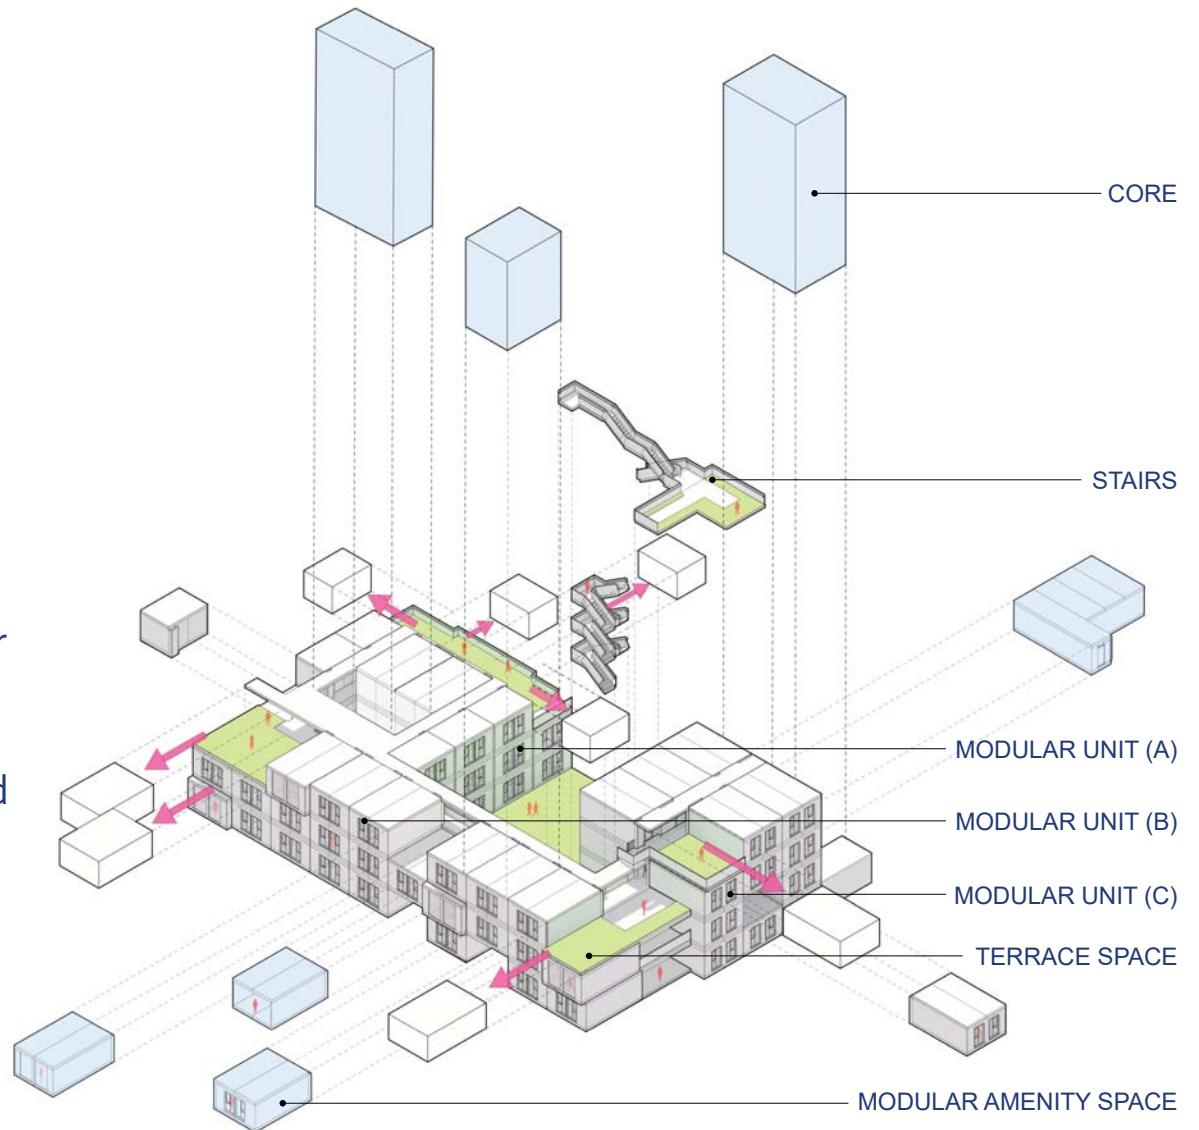 CORE
STAIRS
r
MODULAR UNIT (A)
d
MODULAR UNIT (B)
MODULAR UNIT (C)
TERRACE SPACE
MODULAR AMENITY SPACE